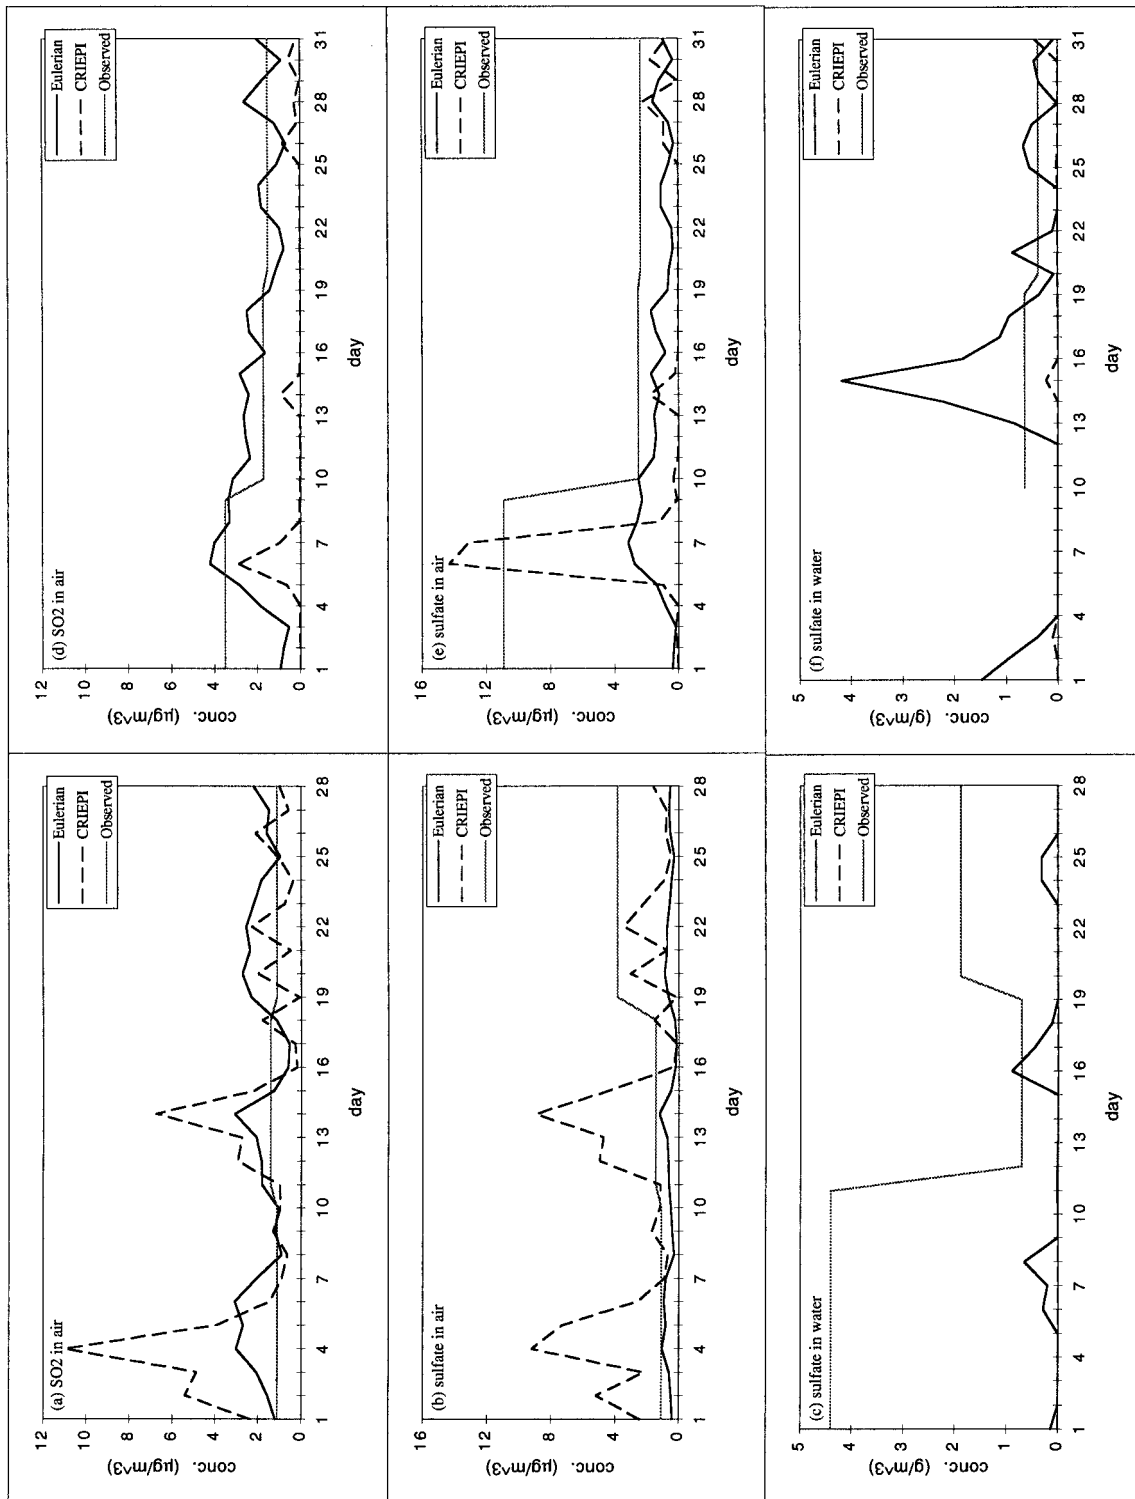 (a) SO2 in air
Eulerian
CRIEPI
Observed
conc. (µg/m^3)
12
10
8
6
4
2
0
1 4 7 10 13 16 19 22 25 28
day
(d) SO2 in air
Eulerian
CRIEPI
Observed
conc. (µg/m^3)
12
10
8
6
4
2
0
1 4 7 10 13 16 19 22 25 28 31
day
(b) sulfate in air
Eulerian
CRIEPI
Observed
conc. (µg/m^3)
16
12
8
4
0
1 4 7 10 13 16 19 22 25 28
day
(e) sulfate in air
Eulerian
CRIEPI
Observed
conc. (µg/m^3)
16
12
8
4
0
1 4 7 10 13 16 19 22 25 28 31
day
(c) sulfate in water
Eulerian
CRIEPI
Observed
conc. (g/m^3)
5
4
3
2
1
0
1 4 7 10 13 16 19 22 25 28
day
(f) sulfate in water
Eulerian
CRIEPI
Observed
conc. (g/m^3)
5
4
3
2
1
0
1 4 7 10 13 16 19 22 25 28 31
day